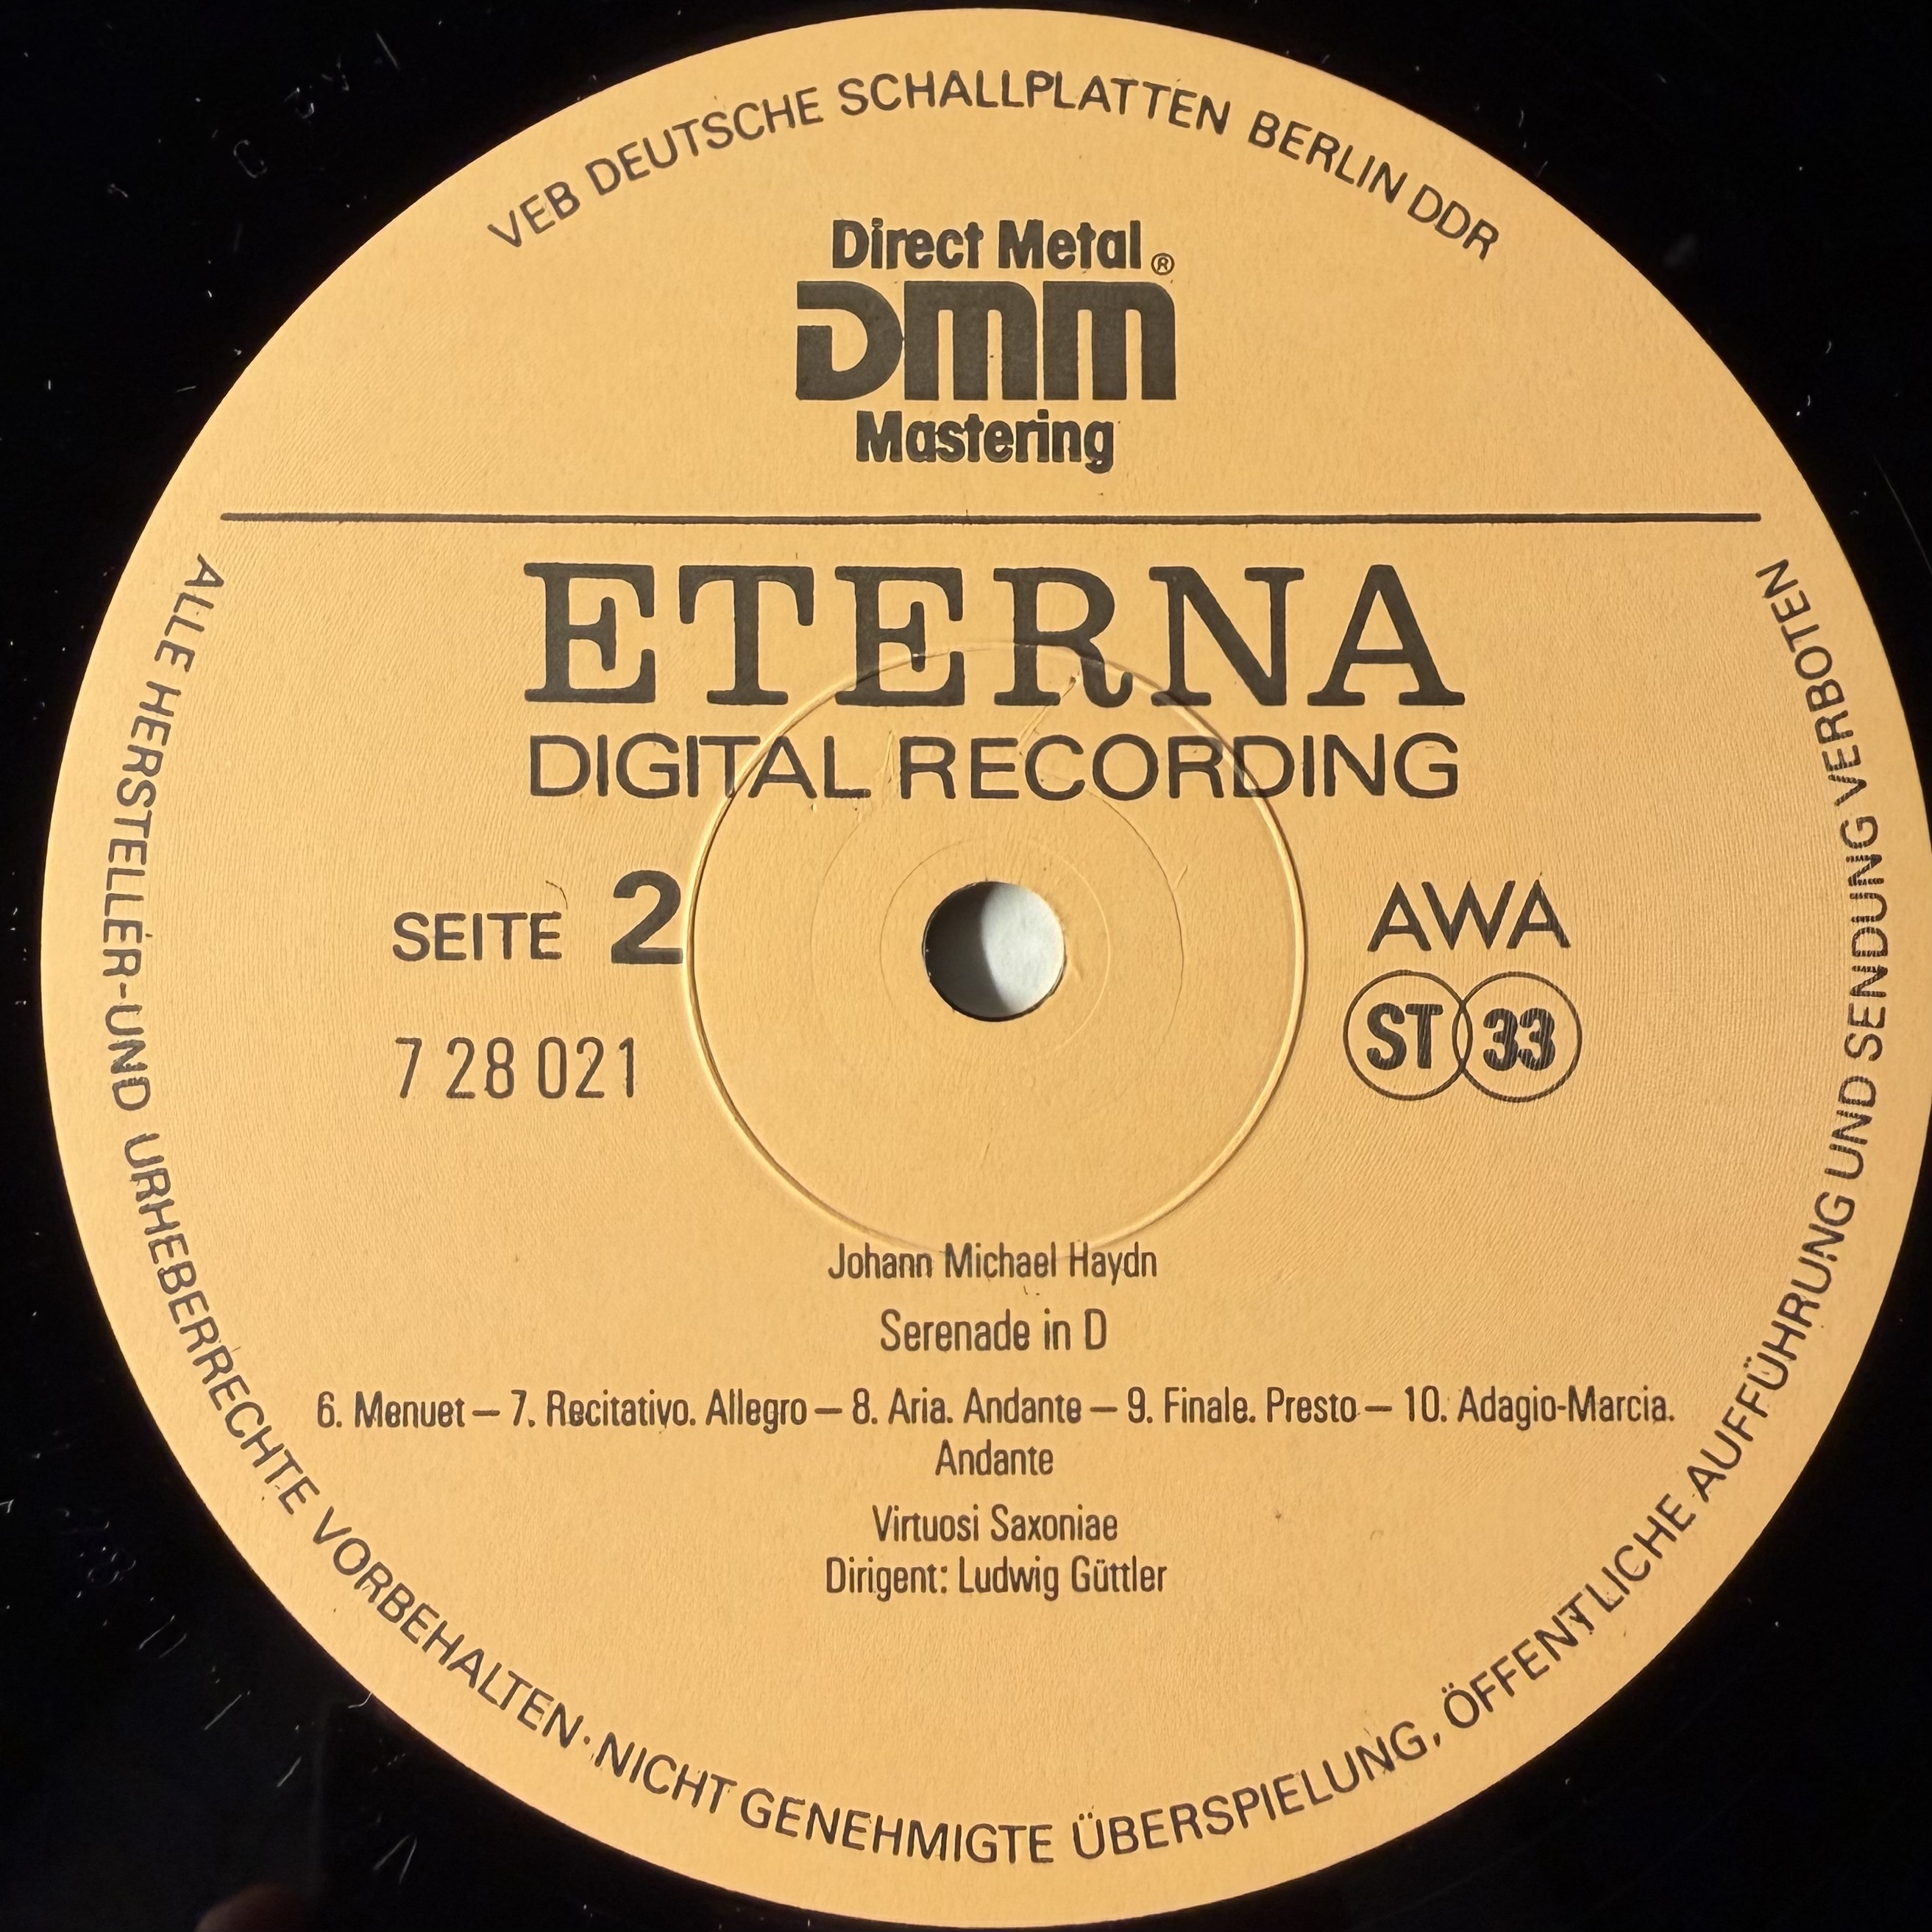 VEB DEUTSCHE SCHALLPLATTEN BERLIN DDR
Direct Metal ®
DMM
Mastering
ETERNA
DIGITAL RECORDING
SEITE 2
7 28 021
AWA
ST 33
Johann Michael Haydn
Serenade in D
6. Menuet – 7. Recitativo. Allegro – 8. Aria. Andante – 9. Finale. Presto – 10. Adagio-Marcia.
Andante
Virtuosi Saxoniae
Dirigent: Ludwig Güttler
ALLE HERSTELLER-UND URHEBERRECHTE VORBEHALTEN · NICHT GENEHMIGTE ÜBERSPIELUNG, ÖFFENTLICHE AUFFÜHRUNG UND SENDUNG VERBOTEN